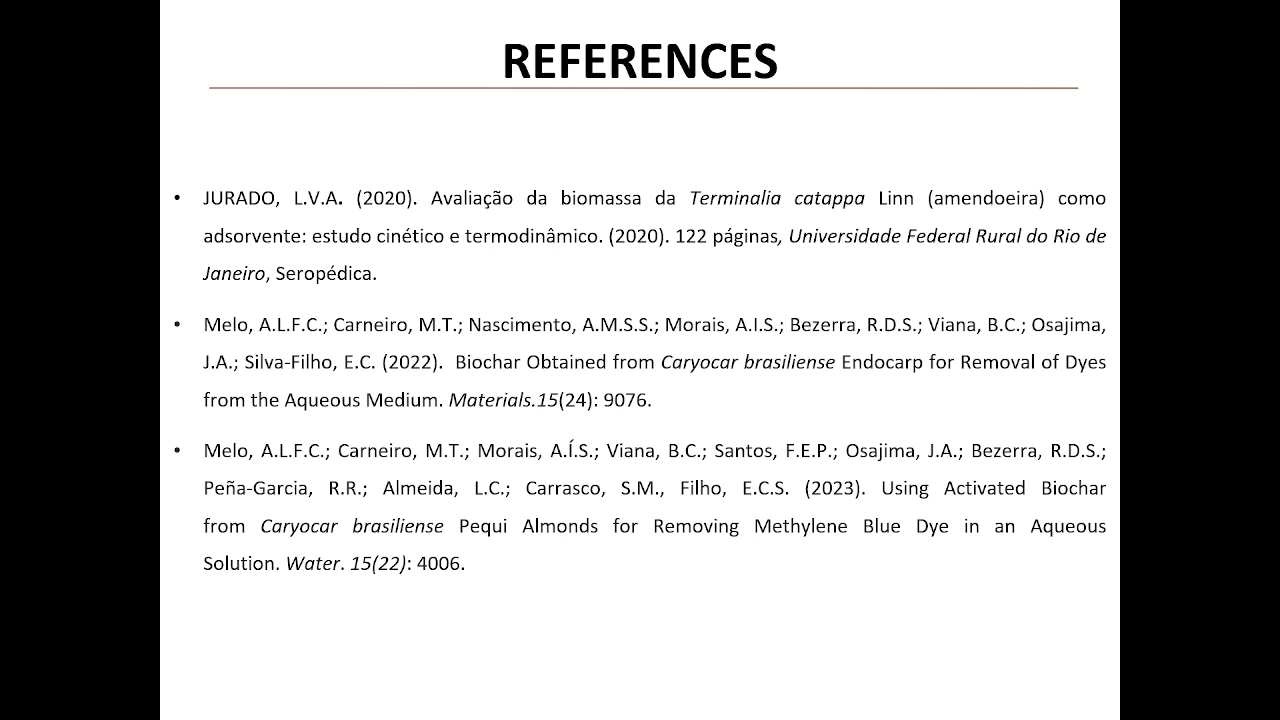 REFERENCES
• JURADO, L.V.A. (2020). Avaliação da biomassa da Terminalia catappa Linn (amendoeira) como
adsorvente: estudo cinético e termodinâmico. (2020). 122 páginas, Universidade Federal Rural do Rio de
Janeiro, Seropédica.
• Melo, A.L.F.C.; Carneiro, M.T.; Nascimento, A.M.S.S.; Morais, A.I.S.; Bezerra, R.D.S.; Viana, B.C.; Osajima,
J.A.; Silva-Filho, E.C. (2022). Biochar Obtained from Caryocar brasiliense Endocarp for Removal of Dyes
from the Aqueous Medium. Materials.15(24): 9076.
• Melo, A.L.F.C.; Carneiro, M.T.; Morais, A.Í.S.; Viana, B.C.; Santos, F.E.P.; Osajima, J.A.; Bezerra, R.D.S.;
Peña-Garcia, R.R.; Almeida, L.C.; Carrasco, S.M., Filho, E.C.S. (2023). Using Activated Biochar
from Caryocar brasiliense Pequi Almonds for Removing Methylene Blue Dye in an Aqueous
Solution. Water. 15(22): 4006.